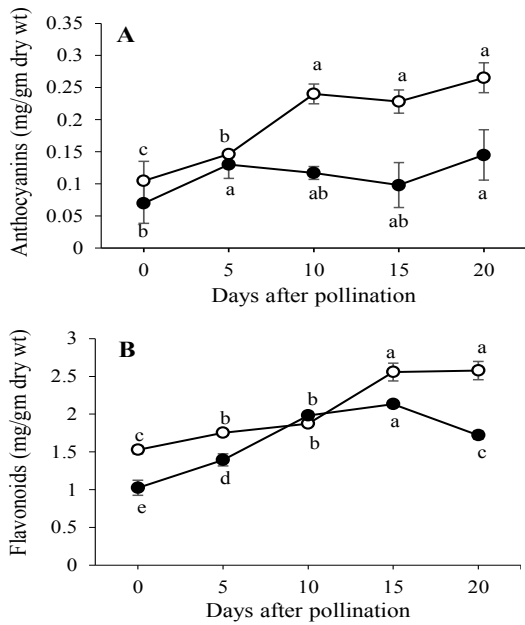 A
Anthocyanins (mg/gm dry wt)
0.35
0.3
0.25
0.2
0.15
0.1
0.05
0
a a a
c b
b a ab ab a
0 5 10 15 20
Days after pollination
B
Flavonoids (mg/gm dry wt)
3
2.5
2
1.5
1
0.5
0
a a
c b b
e d b a c
0 5 10 15 20
Days after pollination